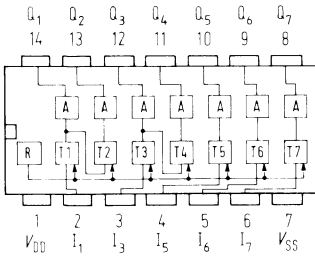 Q1 Q2 Q3 Q4 Q5 Q6 Q7
14 13 12 11 10 9 8
A A A A A A A
R T1 T2 T3 T4 T5 T6 T7
1 2 3 4 5 6 7
VDD I1 I3 I5 I6 I7 VSS